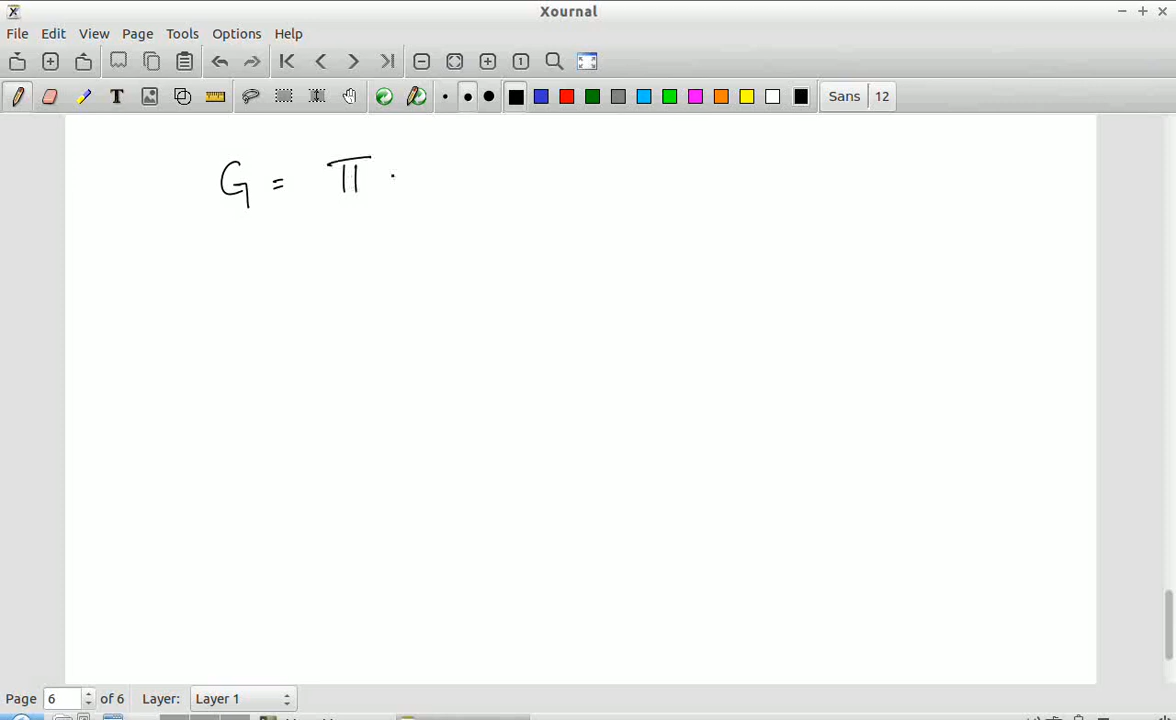 Xournal
File Edit View Page Tools Options Help
Sans 12
G = π ·
Page 6 of 6 Layer: Layer 1